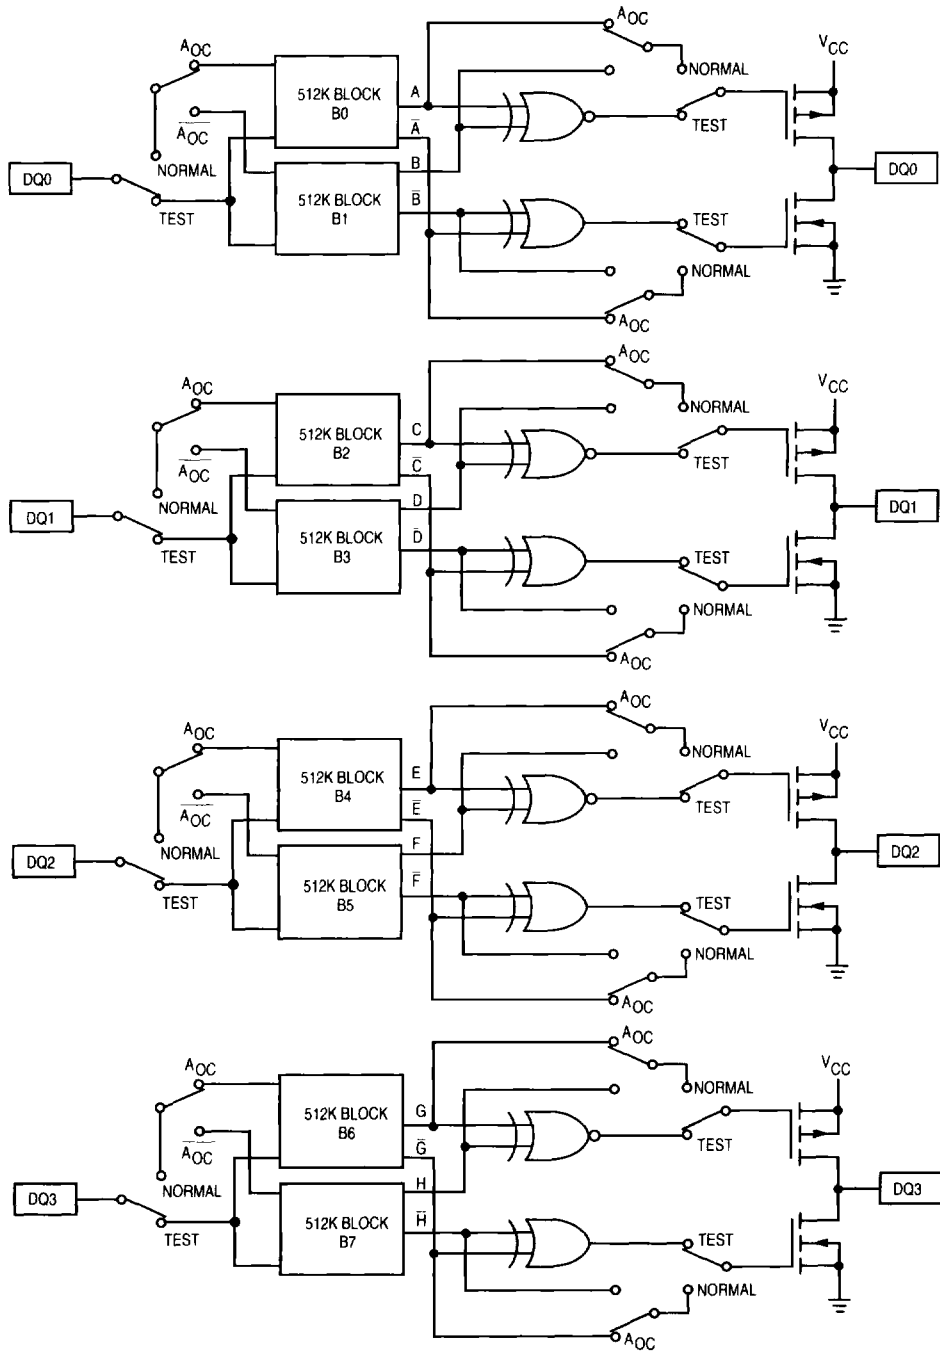 A̅O̅C̅
AOC
AOC
VCC
512K BLOCK
B0
A
NORMAL
A̅O̅C̅
A̅
TEST
NORMAL
B
DQ0
512K BLOCK
B1
B̅
TEST
DQ0
TEST
NORMAL
AOC
AOC
AOC
VCC
512K BLOCK
B2
C
NORMAL
A̅O̅C̅
C̅
TEST
NORMAL
D
DQ1
512K BLOCK
B3
D̅
TEST
DQ1
TEST
NORMAL
AOC
AOC
AOC
VCC
512K BLOCK
B4
E
NORMAL
A̅O̅C̅
E̅
TEST
NORMAL
F
DQ2
512K BLOCK
B5
F̅
TEST
DQ2
TEST
NORMAL
AOC
AOC
AOC
VCC
512K BLOCK
B6
G
NORMAL
A̅O̅C̅
G̅
TEST
NORMAL
H
DQ3
512K BLOCK
B7
H̅
TEST
DQ3
TEST
NORMAL
AOC